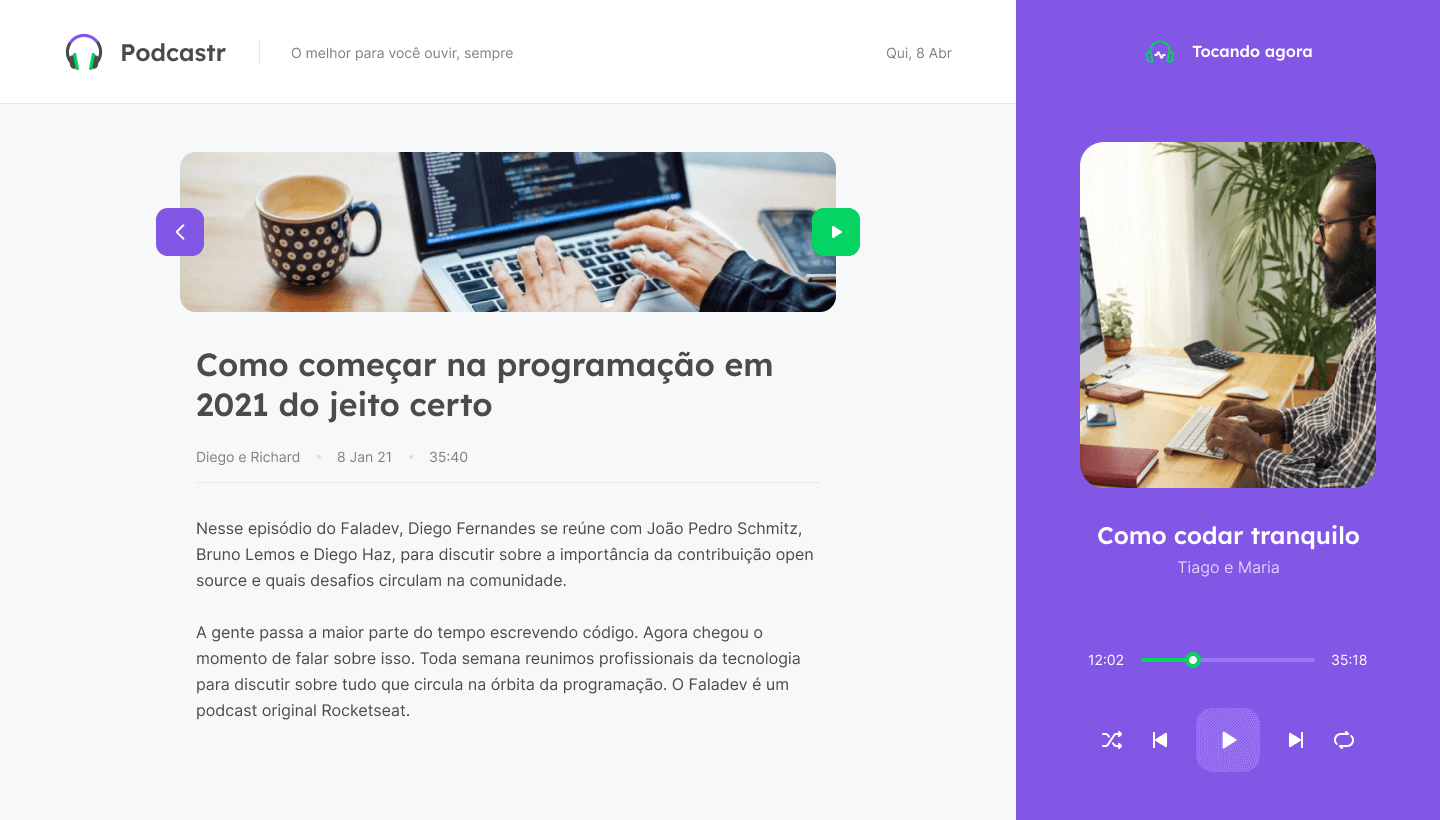 Podcastr
O melhor para você ouvir, sempre
Qui, 8 Abr
Como começar na programação em
2021 do jeito certo
Diego e Richard • 8 Jan 21 • 35:40
Nesse episódio do Faladev, Diego Fernandes se reúne com João Pedro Schmitz,
Bruno Lemos e Diego Haz, para discutir sobre a importância da contribuição open
source e quais desafios circulam na comunidade.
A gente passa a maior parte do tempo escrevendo código. Agora chegou o
momento de falar sobre isso. Toda semana reunimos profissionais da tecnologia
para discutir sobre tudo que circula na órbita da programação. O Faladev é um
podcast original Rocketseat.
Tocando agora
Como codar tranquilo
Tiago e Maria
12:02
35:18